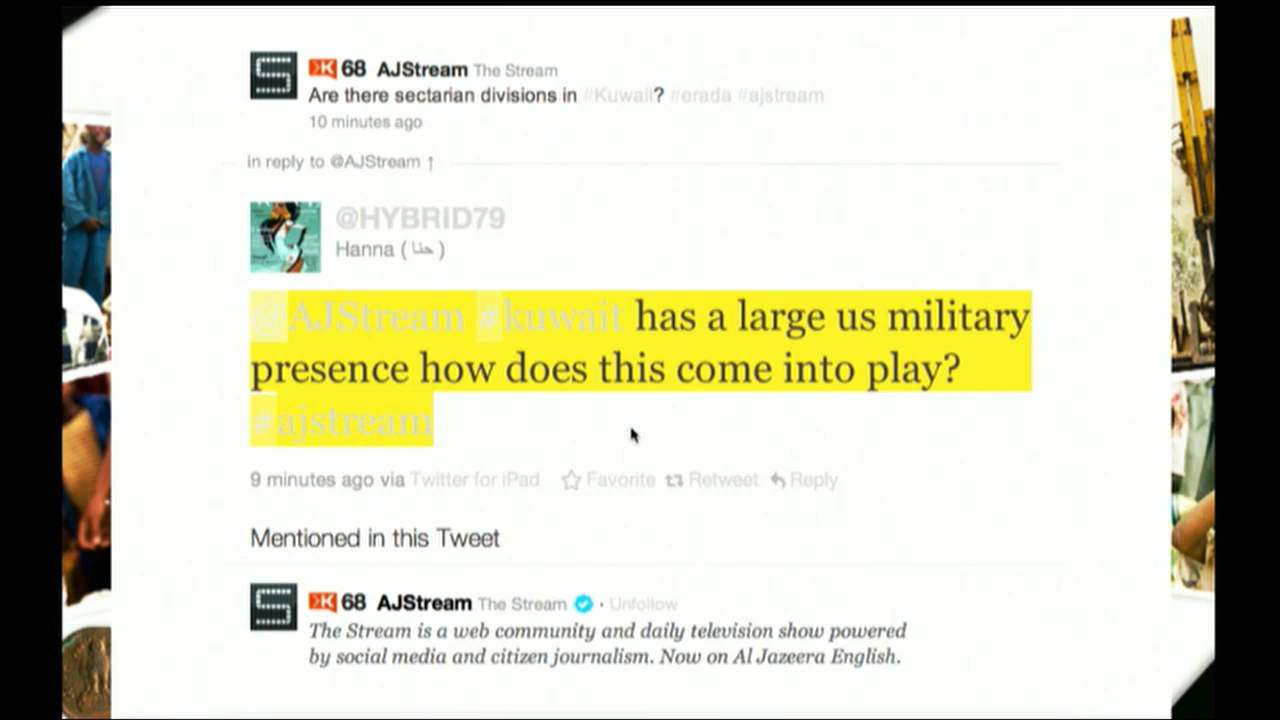 K 68 AJStream The Stream
Are there sectarian divisions in #Kuwait? #erada #ajstream
10 minutes ago
in reply to @AJStream ↑
@HYBRID79
Hanna (حنا)
@AJStream #kuwait has a large us military
presence how does this come into play?
#ajstream
9 minutes ago via Twitter for iPad Favorite Retweet Reply
Mentioned in this Tweet
K 68 AJStream The Stream · Unfollow
The Stream is a web community and daily television show powered
by social media and citizen journalism. Now on Al Jazeera English.